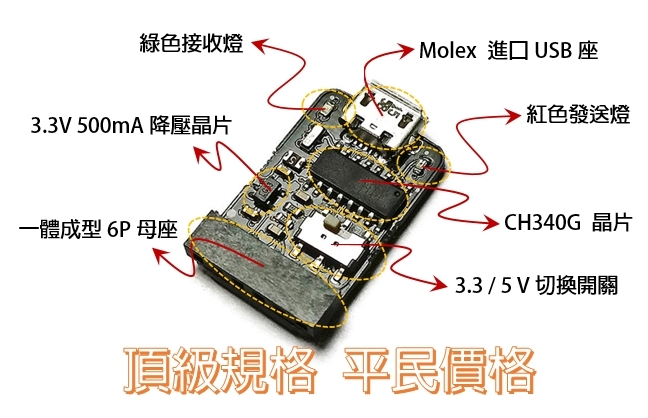 綠色接收燈
Molex 進口 USB 座
紅色發送燈
3.3V 500mA 降壓晶片
CH340G 晶片
一體成型 6P 母座
3.3 / 5 V 切換開關
頂級規格 平民價格